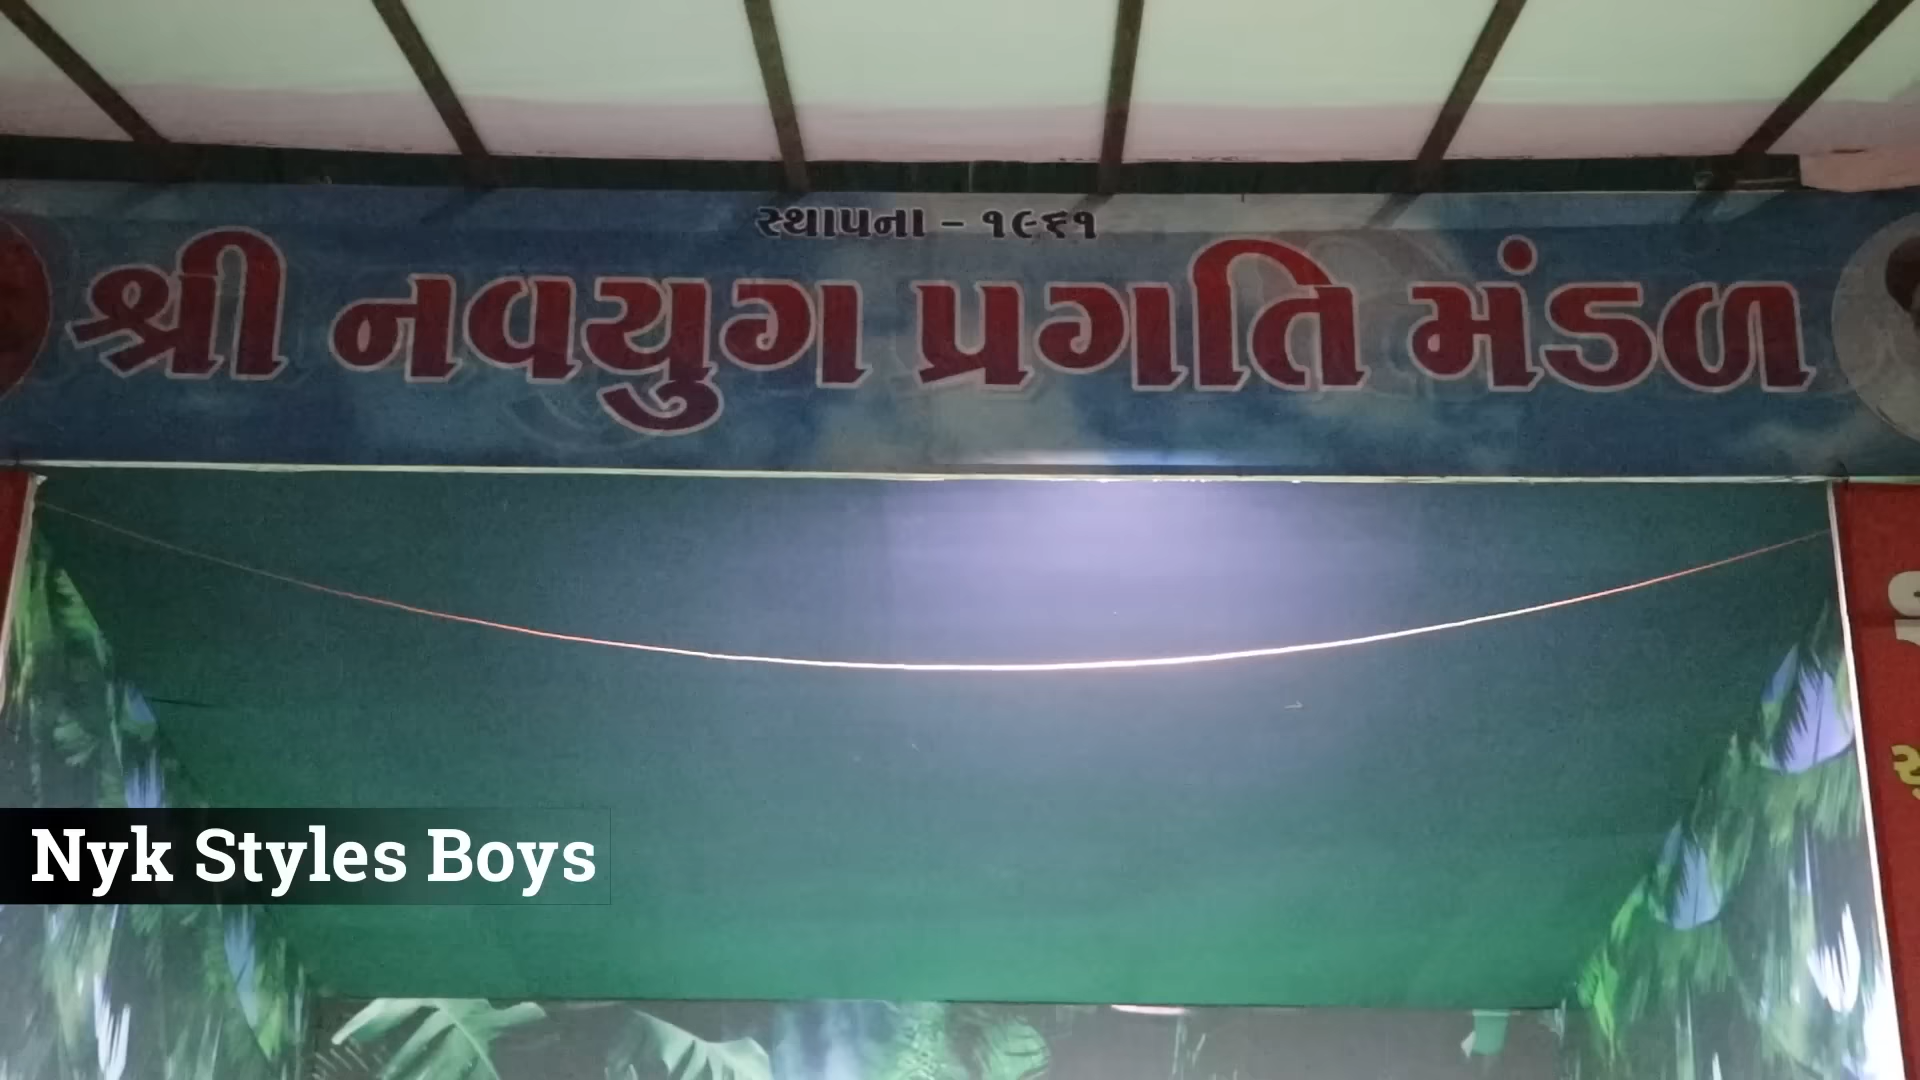 સ્થાપના - ૧૯૬૧
શ્રી નવયુગ પ્રગતિ મંડળ
Nyk Styles Boys